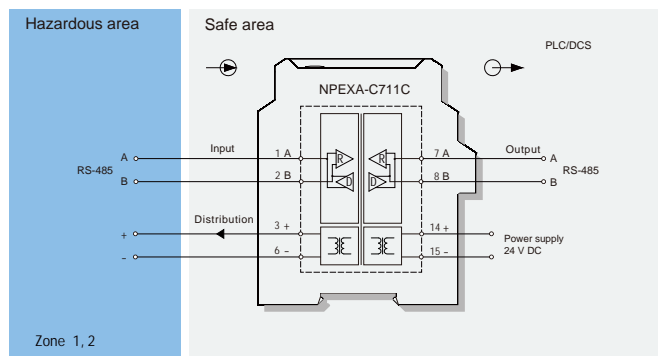 Hazardous area
Safe area
PLC/DCS
NPEXA-C711C
Input
Output
A
1 A
R
R
7 A
A
RS-485
RS-485
B
2 B
D
D
8 B
B
Distribution
+
3 +
14 +
Power supply
24 V DC
–
6 –
15 –
Zone 1, 2